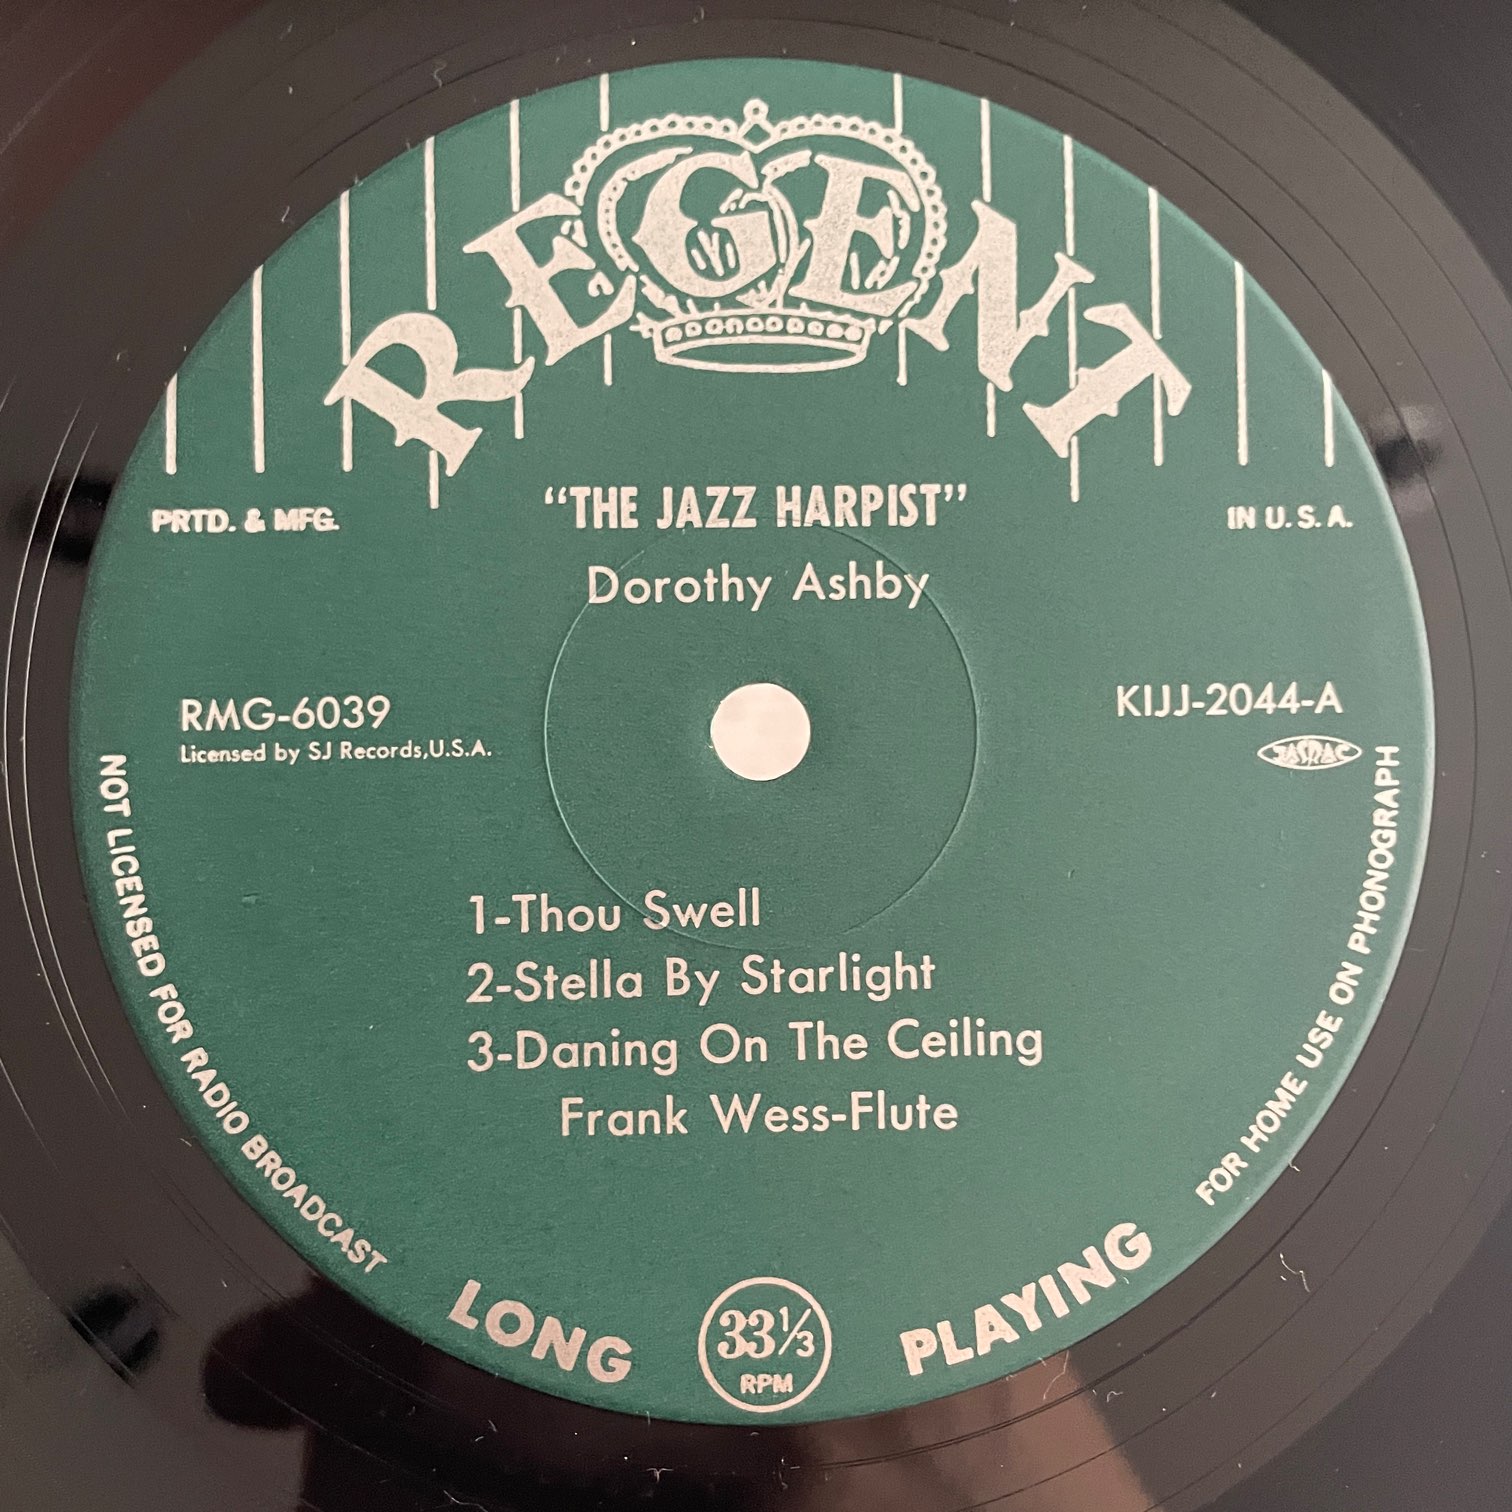 REGENT
PRTD. & MFG.
IN U.S.A.
“THE JAZZ HARPIST”
Dorothy Ashby
RMG-6039
Licensed by SJ Records,U.S.A.
KIJJ-2044-A
JASRAC
1-Thou Swell
2-Stella By Starlight
3-Daning On The Ceiling
Frank Wess-Flute
NOT LICENSED FOR RADIO BROADCAST
FOR HOME USE ON PHONOGRAPH
LONG
33⅓
RPM
PLAYING